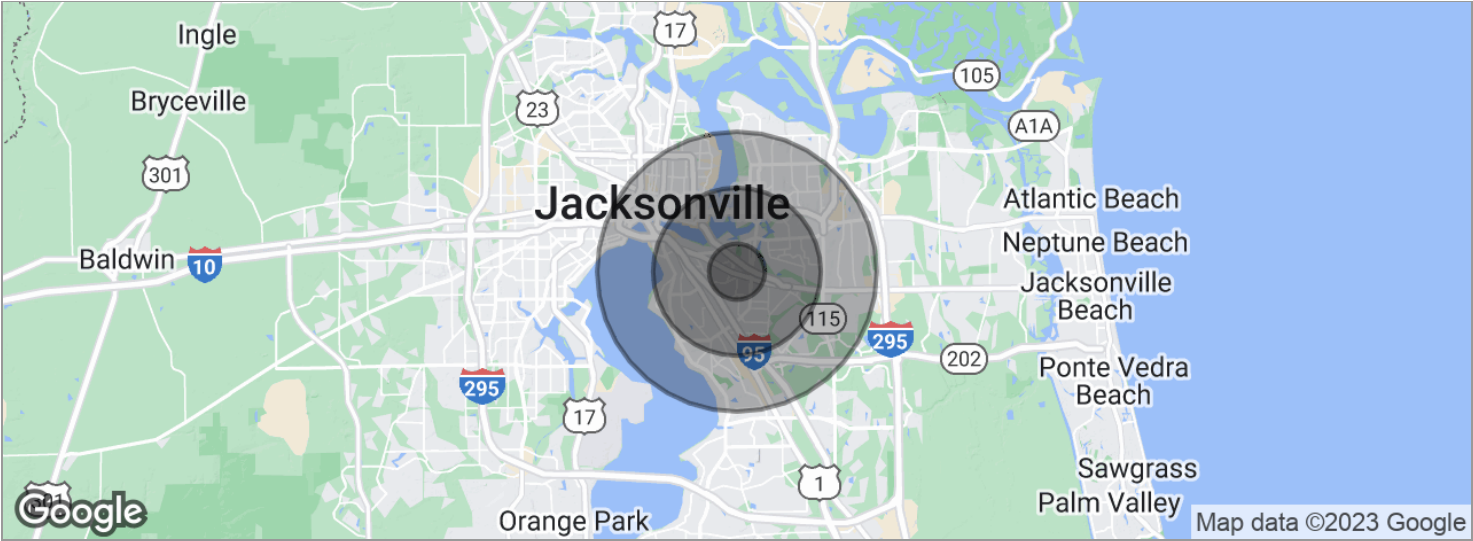 Ingle
17
105
Bryceville
23
A1A
301
Jacksonville
Atlantic Beach
Neptune Beach
Baldwin
10
Jacksonville
Beach
115
295
95
202
Ponte Vedra
Beach
295
17
Sawgrass
1
301
Palm Valley
Google
Orange Park
Map data ©2023 Google